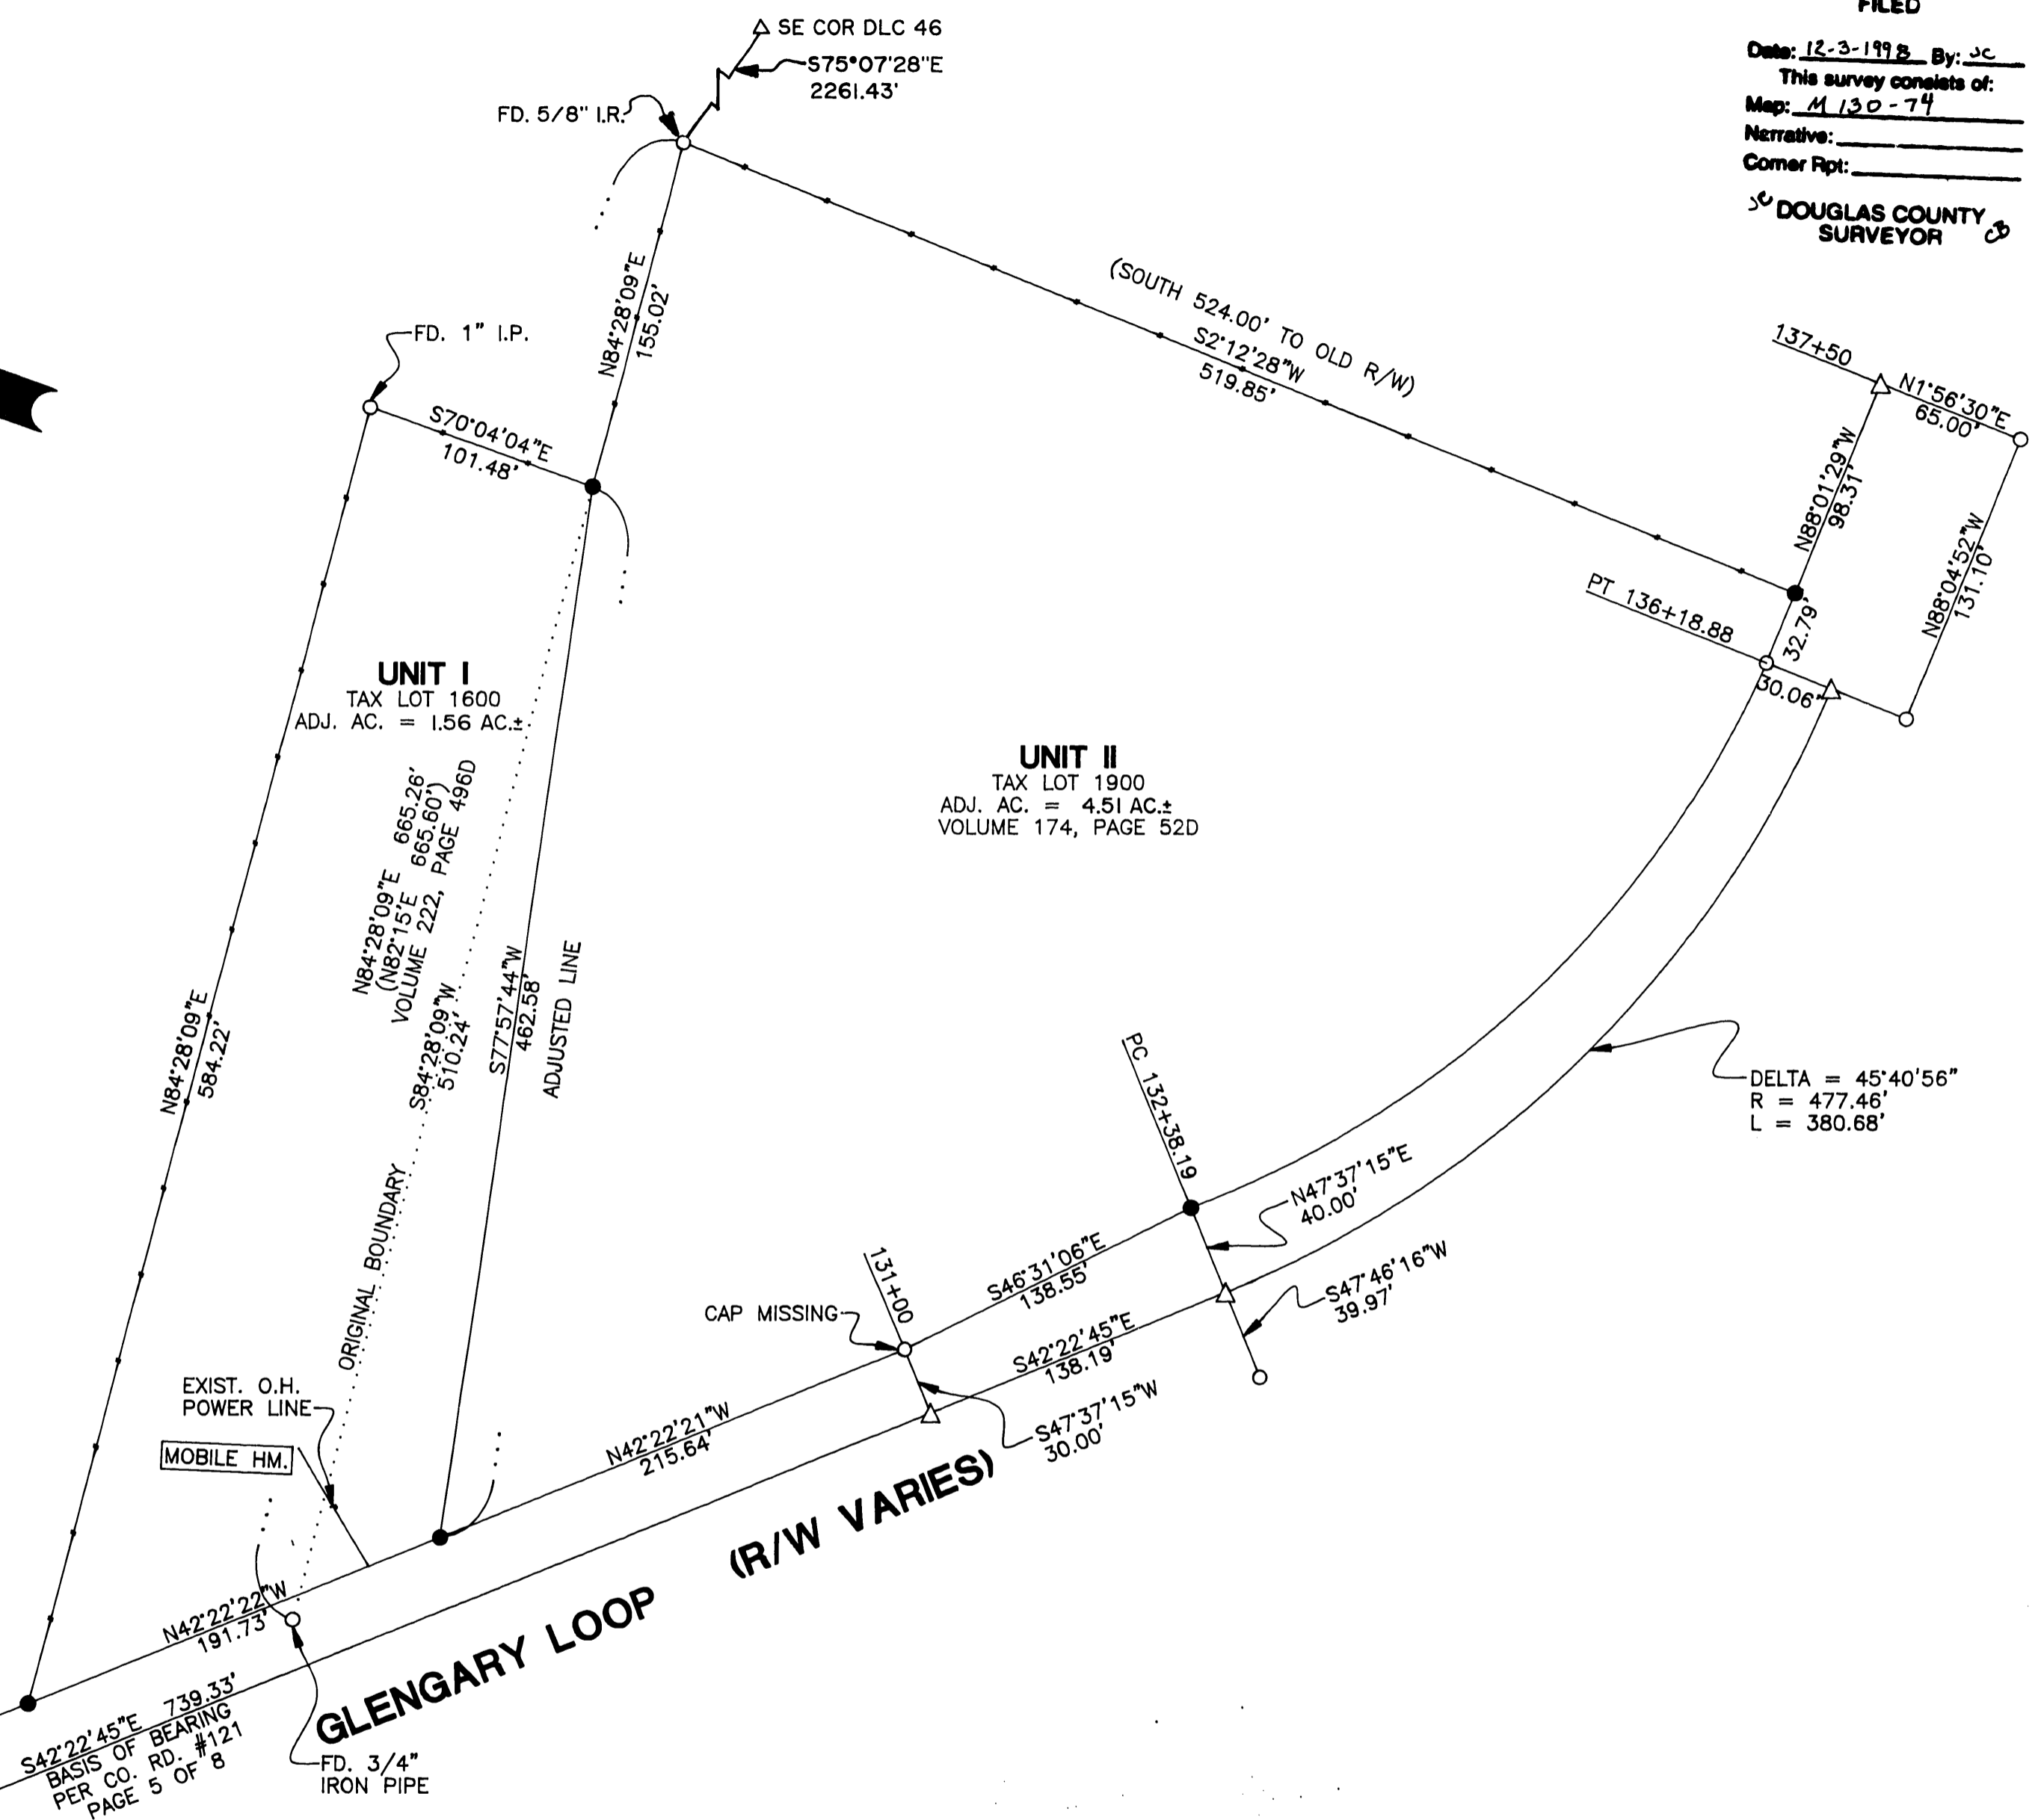 FILED
Date: 12-3-1998 By: JC
This survey consists of:
Map: M 130-74
Narrative:
Corner Rpt:
JC DOUGLAS COUNTY CB
SURVEYOR
SE COR DLC 46
S75°07'28"E
2261.43'
FD. 5/8" I.R.
N84°28'09"E
155.02'
(SOUTH 524.00' TO OLD R/W)
S2°12'28"W
519.85'
FD. 1" I.P.
S70°04'04"E
101.48'
137+50
N1°56'30"E
65.00'
N88°01'29"W
98.31'
N88°04'52"W
131.10'
PT 136+18.88
32.79'
30.06'
UNIT I
TAX LOT 1600
ADJ. AC. = 1.56 AC.±
UNIT II
TAX LOT 1900
ADJ. AC. = 4.51 AC.±
VOLUME 174, PAGE 52D
N84°28'09"E 665.26'
(N82°15'E 665.60')
VOLUME 222, PAGE 496D
S84°28'09"W
510.24'
S77°57'44"W
462.58'
ADJUSTED LINE
N84°28'09"E
584.22'
ORIGINAL BOUNDARY
PC 132+38.19
DELTA = 45°40'56"
R = 477.46'
L = 380.68'
N47°37'15"E
40.00'
S47°46'16"W
39.97'
131+00
CAP MISSING
S46°31'06"E
138.55'
S42°22'45"E
138.19'
S47°37'15"W
30.00'
N42°22'21"W
215.64'
EXIST. O.H.
POWER LINE
MOBILE HM.
N42°22'22"W
191.73'
GLENGARY LOOP (R/W VARIES)
S42°22'45"E 739.33'
BASIS OF BEARING
PER CO. RD. #121
PAGE 5 OF 8
FD. 3/4"
IRON PIPE